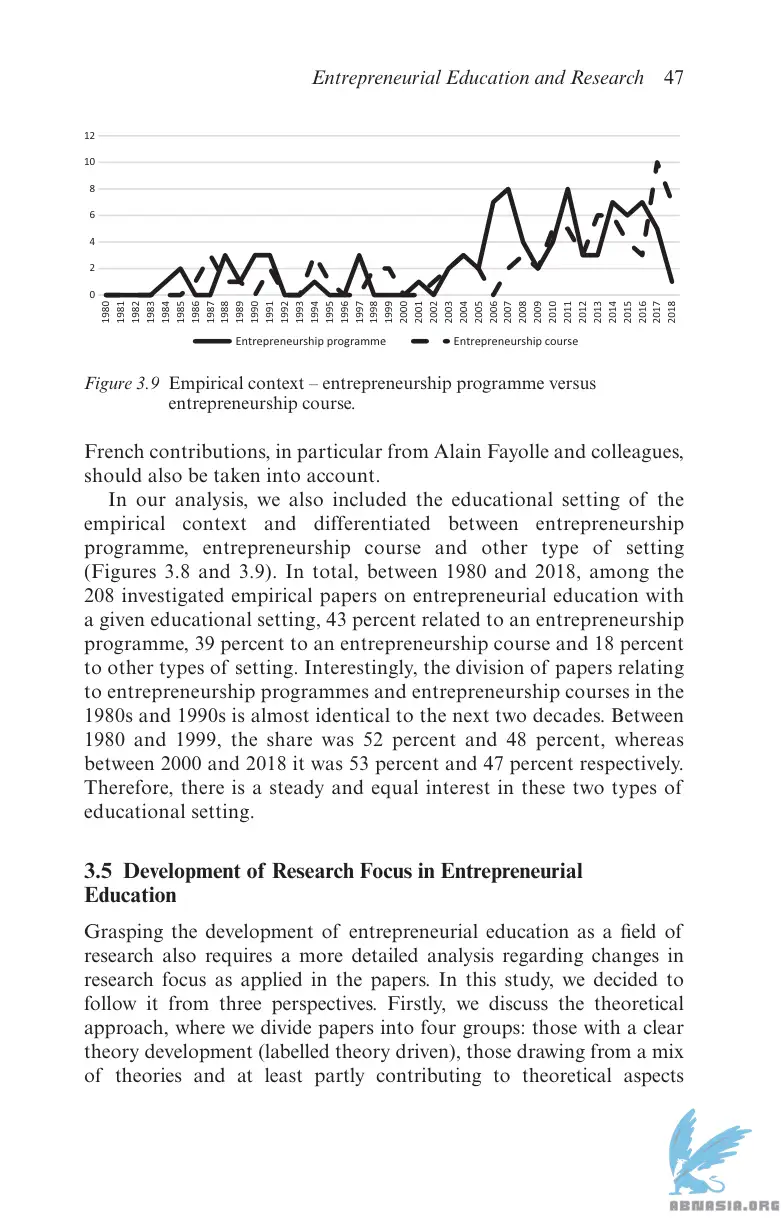 Entrepreneurial Education and Research 47
12
10
8
6
4
2
0
1980
1981
1982
1983
1984
1985
1986
1987
1988
1989
1990
1991
1992
1993
1994
1995
1996
1997
1998
1999
2000
2001
2002
2003
2004
2005
2006
2007
2008
2009
2010
2011
2012
2013
2014
2015
2016
2017
2018
Entrepreneurship programme Entrepreneurship course
Figure 3.9 Empirical context – entrepreneurship programme versus
entrepreneurship course.
French contributions, in particular from Alain Fayolle and colleagues,
should also be taken into account.
In our analysis, we also included the educational setting of the
empirical context and differentiated between entrepreneurship
programme, entrepreneurship course and other type of setting
(Figures 3.8 and 3.9). In total, between 1980 and 2018, among the
208 investigated empirical papers on entrepreneurial education with
a given educational setting, 43 percent related to an entrepreneurship
programme, 39 percent to an entrepreneurship course and 18 percent
to other types of setting. Interestingly, the division of papers relating
to entrepreneurship programmes and entrepreneurship courses in the
1980s and 1990s is almost identical to the next two decades. Between
1980 and 1999, the share was 52 percent and 48 percent, whereas
between 2000 and 2018 it was 53 percent and 47 percent respectively.
Therefore, there is a steady and equal interest in these two types of
educational setting.
3.5 Development of Research Focus in Entrepreneurial
Education
Grasping the development of entrepreneurial education as a field of
research also requires a more detailed analysis regarding changes in
research focus as applied in the papers. In this study, we decided to
follow it from three perspectives. Firstly, we discuss the theoretical
approach, where we divide papers into four groups: those with a clear
theory development (labelled theory driven), those drawing from a mix
of theories and at least partly contributing to theoretical aspects
ABNASIA.ORG